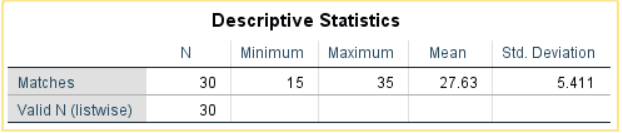 Descriptive Statistics
N Minimum Maximum Mean Std. Deviation
Matches 30 15 35 27.63 5.411
Valid N (listwise) 30